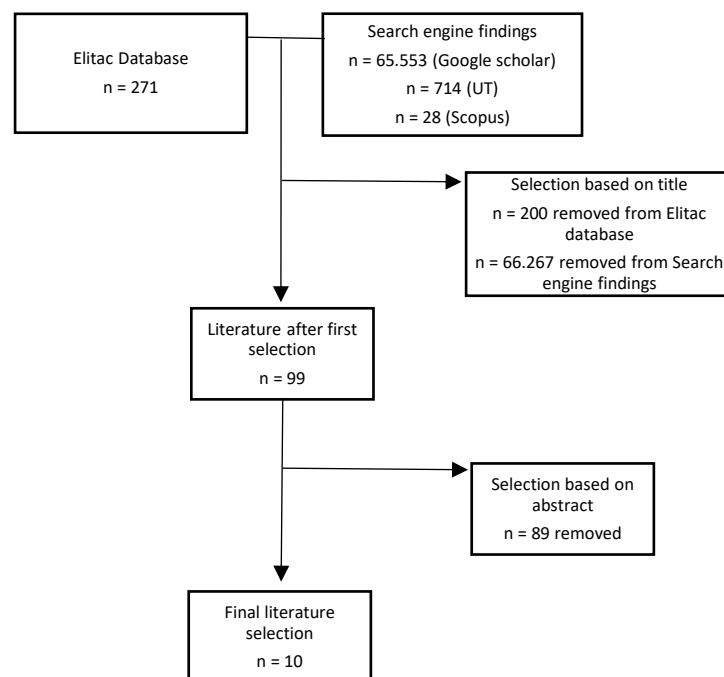 Elitac Database
n = 271
Search engine findings
n = 65.553 (Google scholar)
n = 714 (UT)
n = 28 (Scopus)
Selection based on title
n = 200 removed from Elitac
database
n = 66.267 removed from Search
engine findings
Literature after first
selection
n = 99
Selection based on
abstract
n = 89 removed
Final literature
selection
n = 10